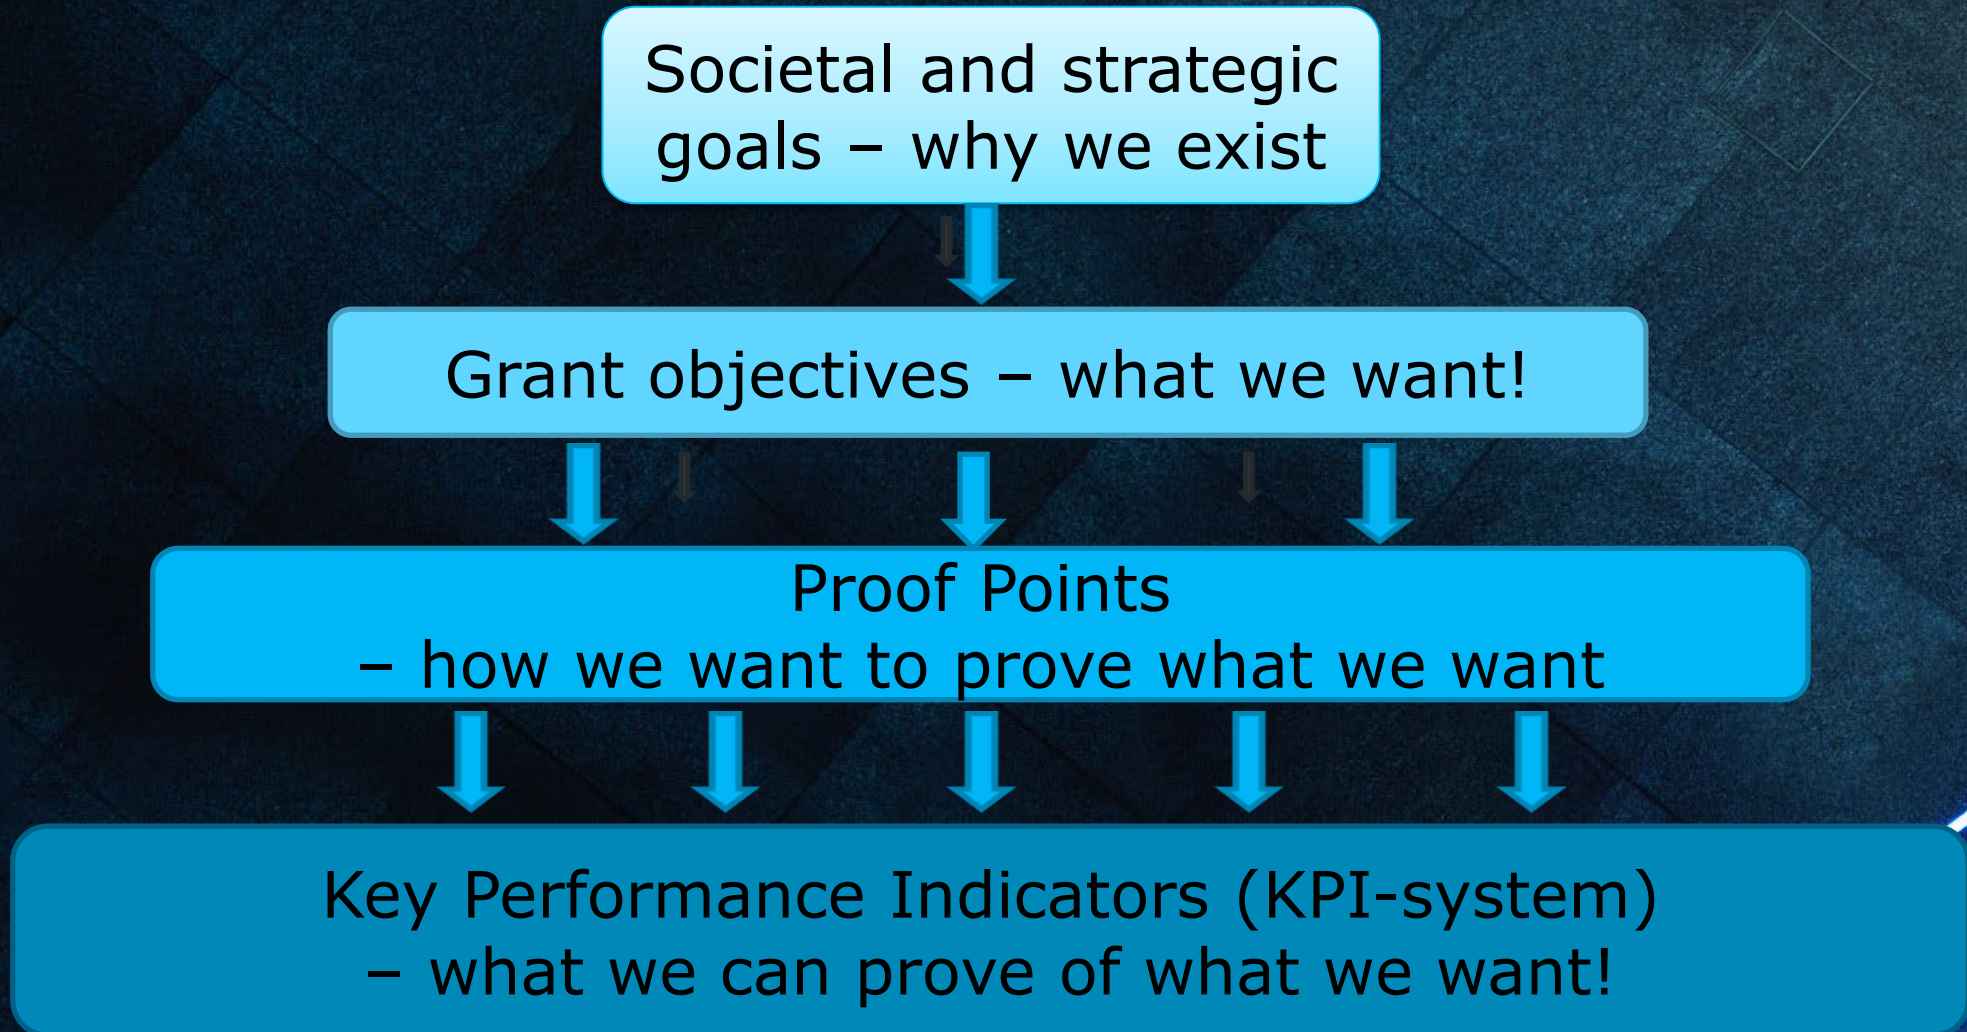 Societal and strategic
goals – why we exist
Grant objectives – what we want!
Proof Points
– how we want to prove what we want
Key Performance Indicators (KPI-system)
– what we can prove of what we want!